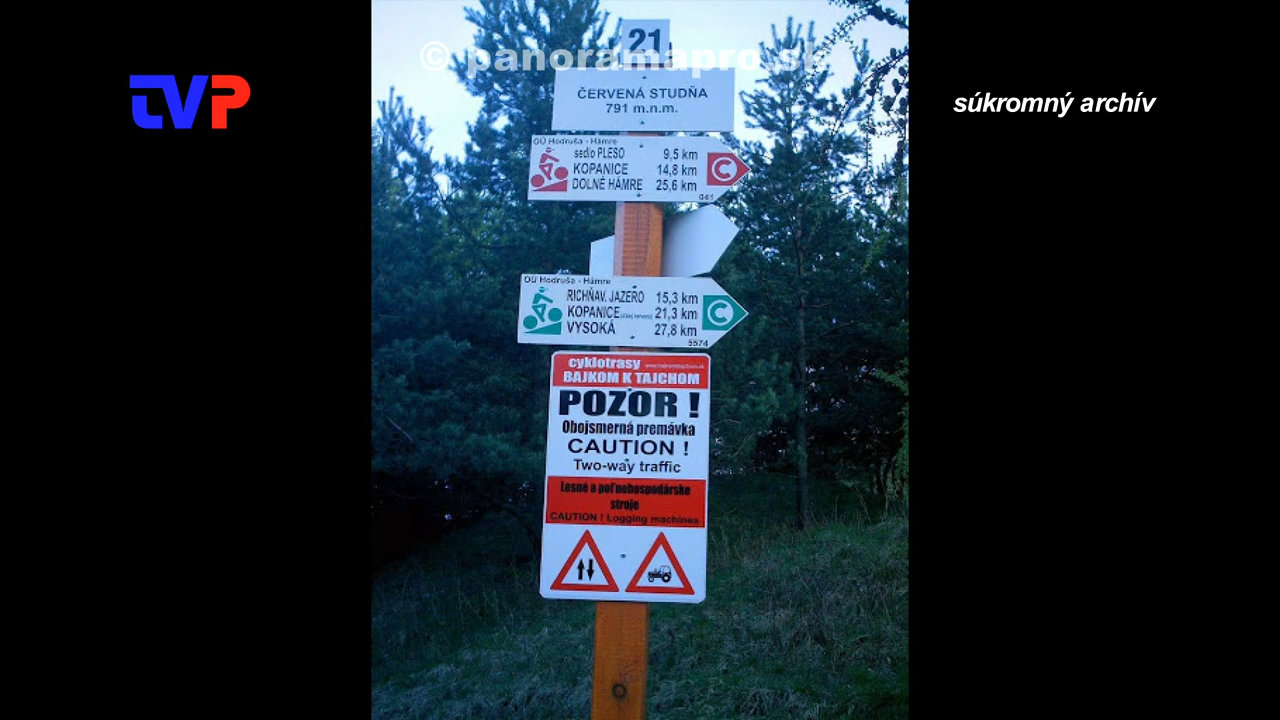 21
© panoramapro.sk
TVP
súkromný archív
ČERVENÁ STUDŇA
791 m.n.m.
OÚ Hodruša - Hámre
sedlo PLESO 9,5 km
KOPANICE 14,8 km
DOLNÉ HÁMRE 25,6 km
C
041
OÚ Hodruša - Hámre
RICHŇAV. JAZERO 15,3 km
KOPANICE 21,3 km
VYSOKÁ 27,8 km
C
5574
cyklotrasy
BAJKOM K TAJCHOM
POZOR !
Obojsmerná premávka
CAUTION !
Two-way traffic
Lesné a poľnohospodárske
stroje
CAUTION ! Logging machines